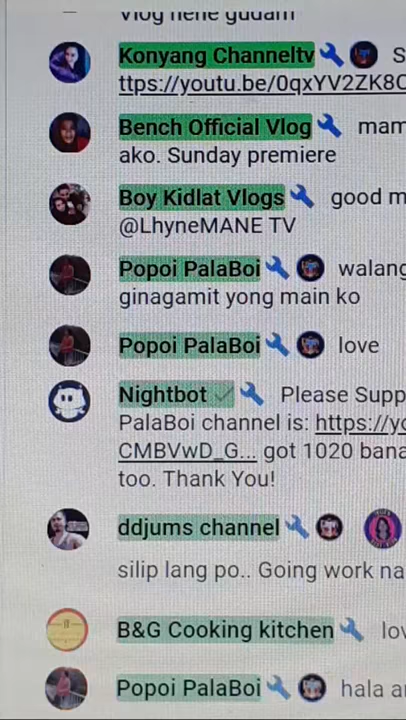 Vlog hehe gudam
Konyang Channeltv S
ttps://youtu.be/0qxYV2ZK8C
Bench Official Vlog mam
ako. Sunday premiere
Boy Kidlat Vlogs good m
@LhyneMANE TV
Popoi PalaBoi walang
ginagamit yong main ko
Popoi PalaBoi love
Nightbot Please Supp
PalaBoi channel is: https://yo
CMBVwD_G... got 1020 bana
too. Thank You!
ddjums channel
silip lang po.. Going work na
B&G Cooking kitchen lov
Popoi PalaBoi hala a